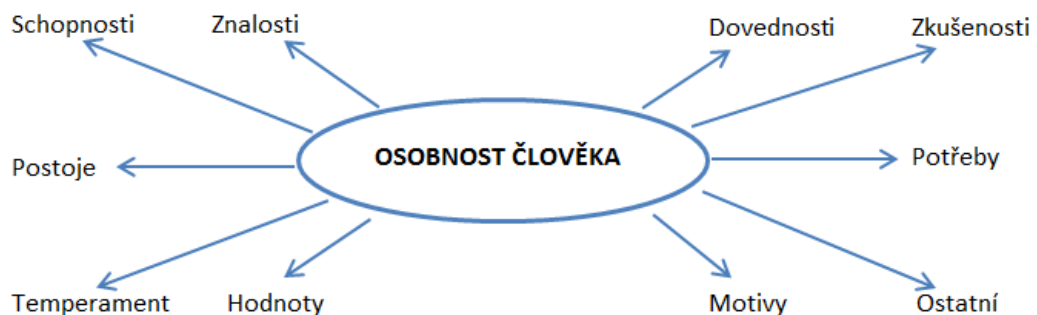 Schopnosti Znalosti Dovednosti Zkušenosti
Postoje OSOBNOST ČLOVĚKA Potřeby
Temperament Hodnoty Motivy Ostatní